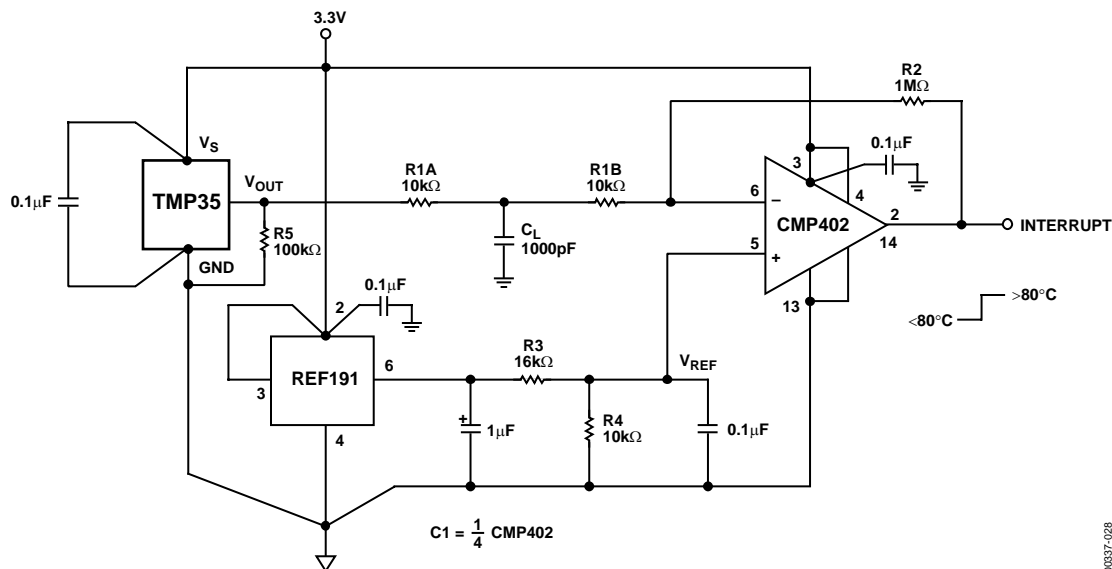 3.3V
R2
1MΩ
VS
0.1µF
3
TMP35
VOUT
R1A
10kΩ
R1B
10kΩ
0.1µF
6
–
4
CMP402
2
14
INTERRUPT
R5
100kΩ
CL
1000pF
5
+
GND
0.1µF
2
13
>80°C
<80°C
REF191
3
6
R3
16kΩ
VREF
4
+
1µF
R4
10kΩ
0.1µF
C1 = 1/4 CMP402
00337-028